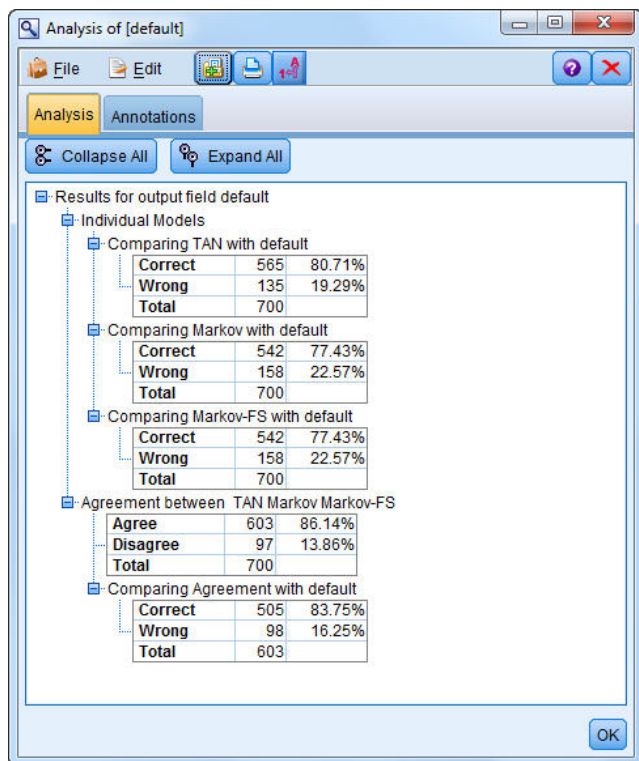 Analysis of [default]
File Edit
Analysis Annotations
Collapse All Expand All
Results for output field default
Individual Models
Comparing TAN with default
Correct 565 80.71%
Wrong 135 19.29%
Total 700
Comparing Markov with default
Correct 542 77.43%
Wrong 158 22.57%
Total 700
Comparing Markov-FS with default
Correct 542 77.43%
Wrong 158 22.57%
Total 700
Agreement between TAN Markov Markov-FS
Agree 603 86.14%
Disagree 97 13.86%
Total 700
Comparing Agreement with default
Correct 505 83.75%
Wrong 98 16.25%
Total 603
OK